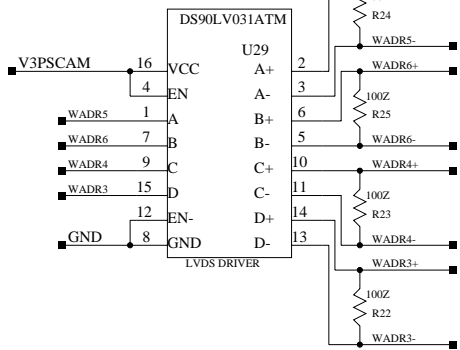 DS90LV031ATM
R24
U29
WADR5-
V3PSCAM 16 VCC A+ 2
WADR6+
4 EN A- 3
100Z
WADR5 1 A B+ 6
R25
WADR6 7 B B- 5 WADR6-
WADR4 9 C C+ 10 WADR4+
WADR3 15 D C- 11
100Z
12 EN- D+ 14
R23
GND 8 GND D- 13 WADR4-
LVDS DRIVER
WADR3+
100Z
R22
WADR3-